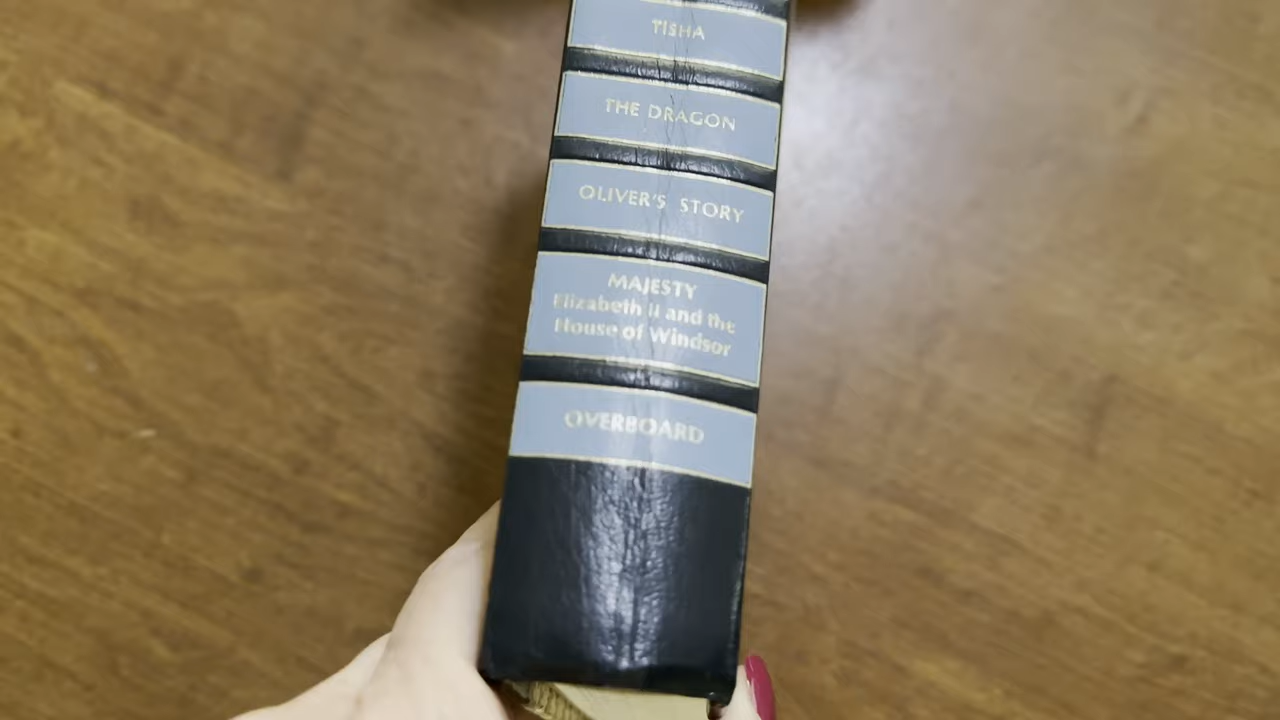 TISHA
THE DRAGON
OLIVER'S STORY
MAJESTY
Elizabeth II and the
House of Windsor
OVERBOARD